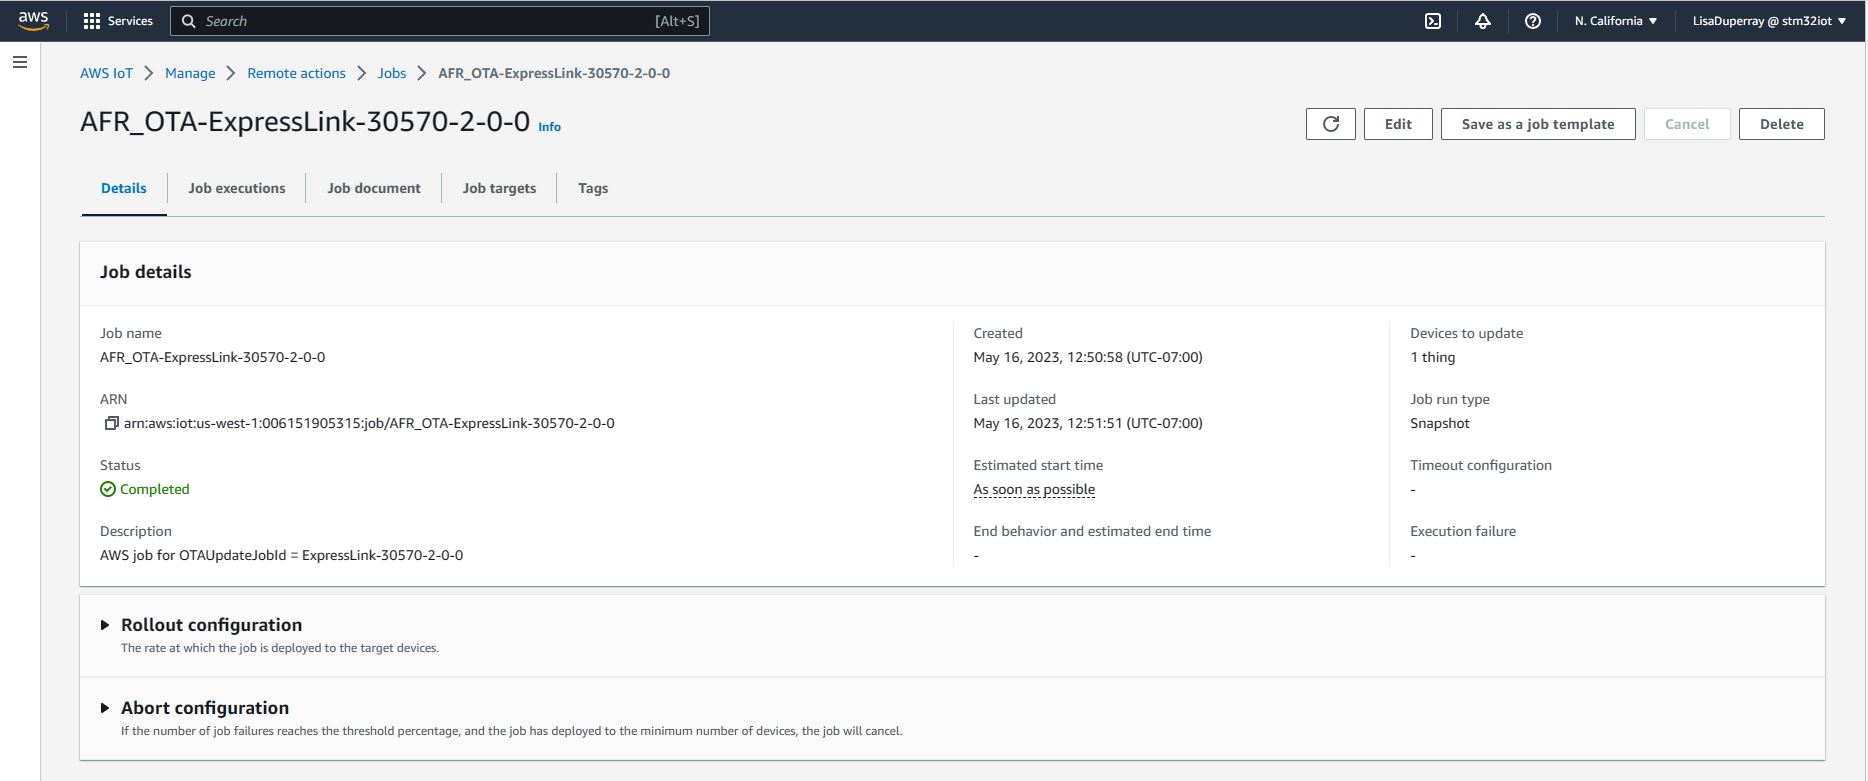 aws Services Search [Alt+S] N. California LisaDuperray @ stm32iot
AWS IoT Manage Remote actions Jobs AFR_OTA-ExpressLink-30570-2-0-0
AFR_OTA-ExpressLink-30570-2-0-0 Info Edit Save as a job template Cancel Delete
Details Job executions Job document Job targets Tags
Job details
Job name
AFR_OTA-ExpressLink-30570-2-0-0
ARN
arn:aws:iot:us-west-1:006151905315:job/AFR_OTA-ExpressLink-30570-2-0-0
Status
Completed
Description
AWS job for OTAUpdateJobId = ExpressLink-30570-2-0-0
Created
May 16, 2023, 12:50:58 (UTC-07:00)
Last updated
May 16, 2023, 12:51:51 (UTC-07:00)
Estimated start time
As soon as possible
End behavior and estimated end time
-
Devices to update
1 thing
Job run type
Snapshot
Timeout configuration
-
Execution failure
-
Rollout configuration
The rate at which the job is deployed to the target devices.
Abort configuration
If the number of job failures reaches the threshold percentage, and the job has deployed to the minimum number of devices, the job will cancel.